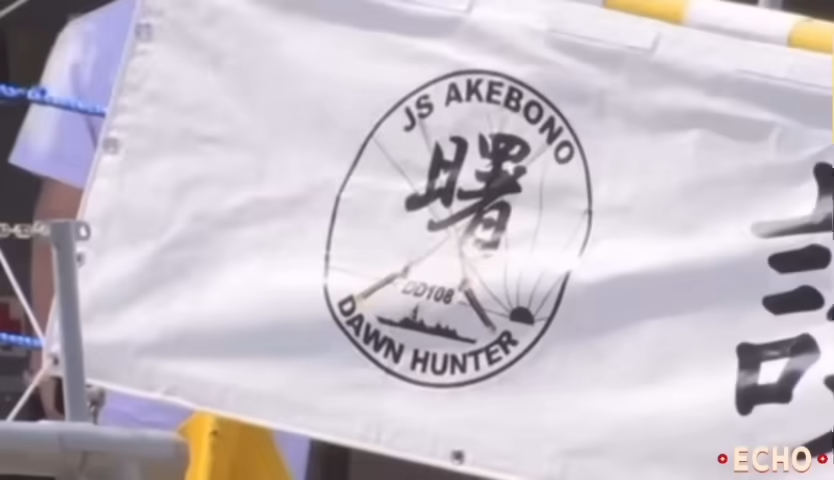 JS AKEBONO
曙
DD108
DAWN HUNTER
ECHO